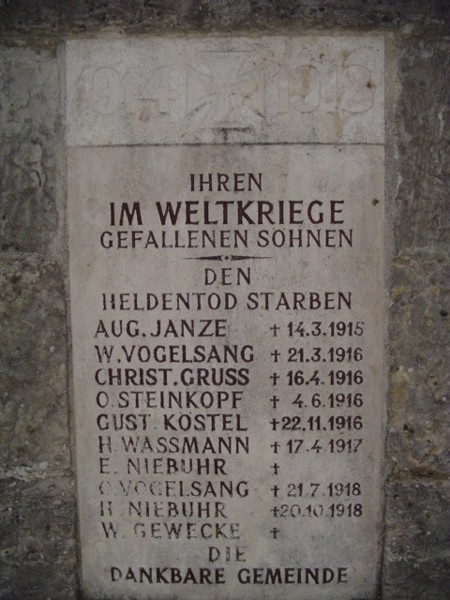 1914 1918
IHREN
IM WELTKRIEGE
GEFALLENEN SÖHNEN
DEN
HELDENTOD STARBEN
AUG. JANZE † 14.3.1915
W. VOGELSANG † 21.3.1916
CHRIST. GRUSS † 16.4.1916
O. STEINKOPF † 4.6.1916
GUST. KÖSTEL † 22.11.1916
H. WASSMANN † 17.4.1917
E. NIEBUHR †
C. VOGELSANG † 21.7.1918
H. NIEBUHR † 20.10.1918
W. GEWECKE †
DIE
DANKBARE GEMEINDE